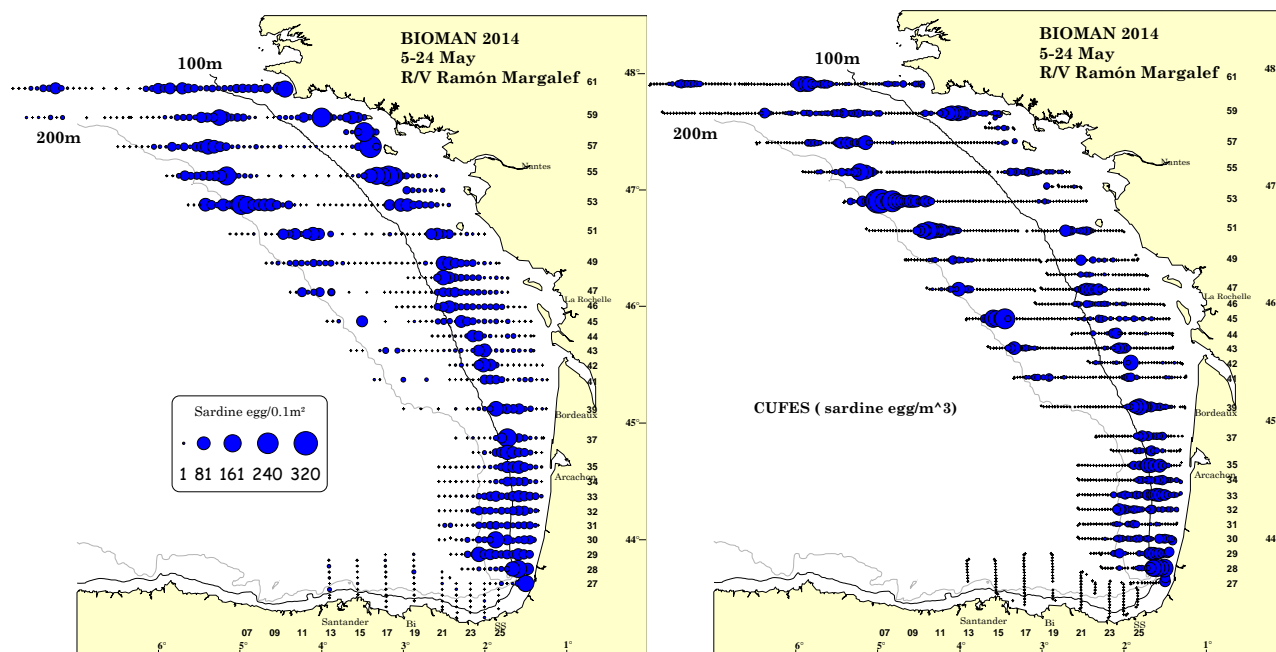 BIOMAN 2014
5-24 May
R/V Ramón Margalef
100m
200m
48°
47°
46°
45°
44°
61
59
57
55
53
51
49
47
46
45
44
43
42
41
39
37
35
34
33
32
31
30
29
28
27
Nantes
La Rochelle
Bordeaux
Arcachon
Sardine egg/0.1m²
1 81 161 240 320
Santander
Bi
SS
07 09 11 13 15 17 19 21 23 25
6° 5° 4° 3° 2° 1°
BIOMAN 2014
5-24 May
R/V Ramón Margalef
100m
200m
48
47
46
45
44
61
59
57
55
53
51
49
47
46
45
44
43
42
41
39
37
35
34
33
32
31
30
29
28
27
Nantes
La Rochelle
Bordeaux
Arcachon
CUFES ( sardine egg/m^3)
Santander
Bi
SS
07 09 11 13 15 17 19 21 23 25
6° 5° 4° 3° 2° 1°